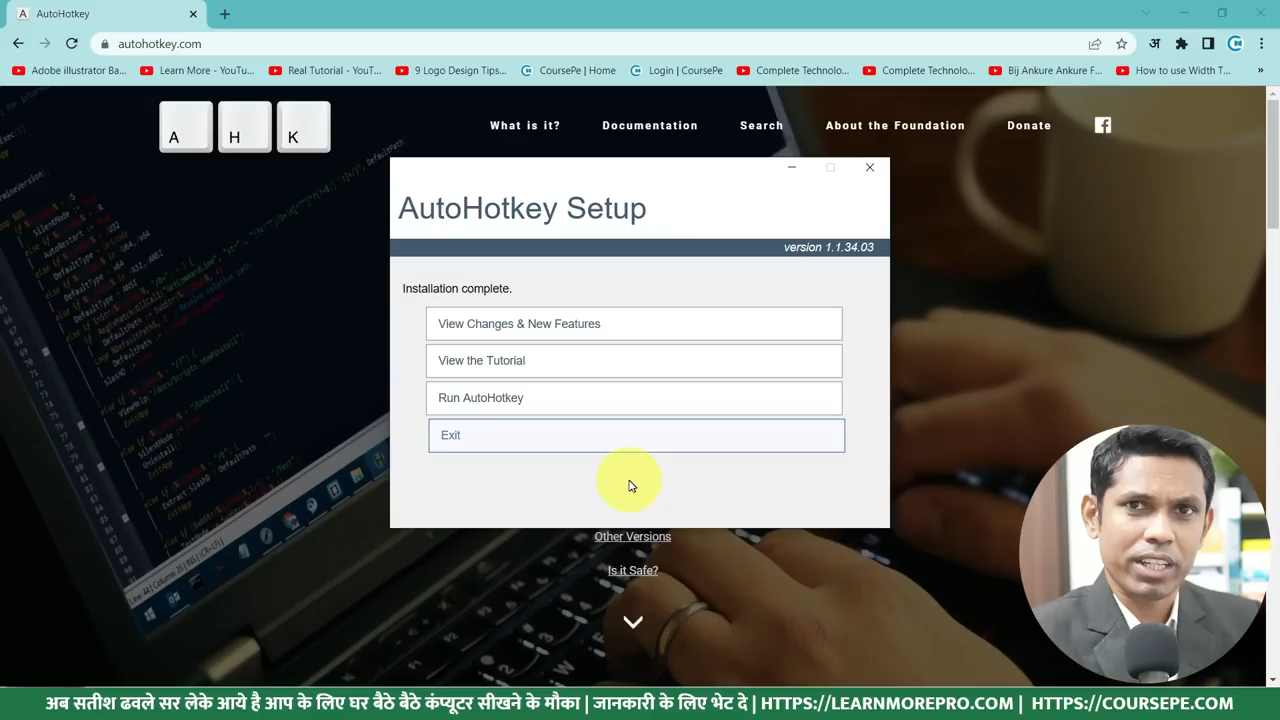 AutoHotkey
autohotkey.com
अ
Adobe illustrator Ba... Learn More - YouTu... Real Tutorial - YouT... 9 Logo Design Tips... CoursePe | Home Login | CoursePe Complete Technolo... Complete Technolo... Bij Ankure Ankure F... How to use Width T... »
A H K
What is it? Documentation Search About the Foundation Donate
AutoHotkey Setup
version 1.1.34.03
Installation complete.
View Changes & New Features
View the Tutorial
Run AutoHotkey
Exit
Other Versions
Is it Safe?
अब सतीश ढवले सर लेके आये है आप के लिए घर बैठे बैठे कंप्यूटर सीखने के मौका | जानकारी के लिए भेट दे | HTTPS://LEARNMOREPRO.COM | HTTPS://COURSEPE.COM